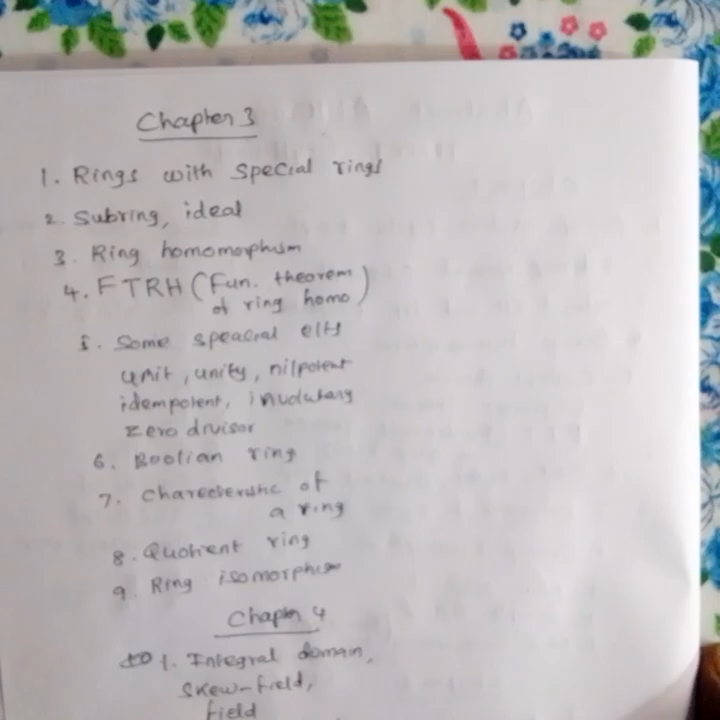 Chapter 3
1. Rings with special rings
2. Subring, ideal
3. Ring homomorphism
4. FTRH (Fun. theorem
of ring homo)
5. Some speacial elts
unit, unity, nilpotent
idempotent, involutary
zero divisor
6. Boolian ring
7. Charecteristic of
a ring
8. Quotient ring
9. Ring isomorphism
Chapter 4
1. Integral domain,
Skew-field,
field